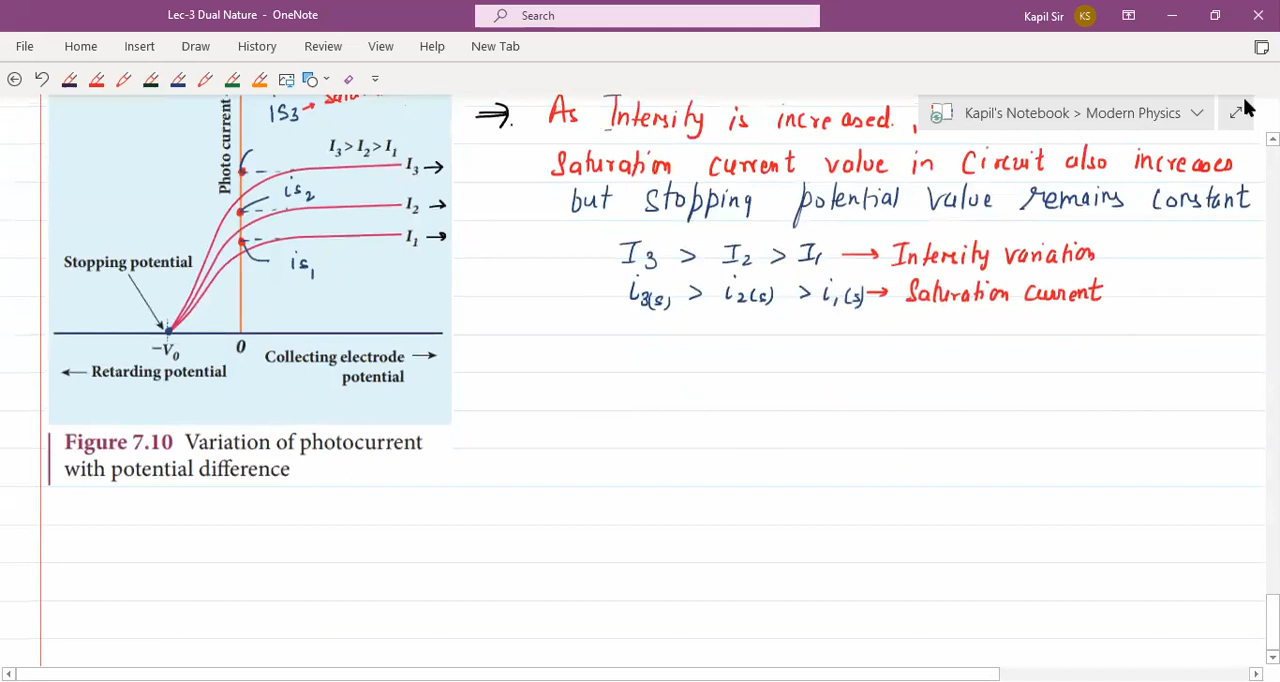 Lec-3 Dual Nature - OneNote
Search
Kapil Sir KS
File Home Insert Draw History Review View Help New Tab
Kapil's Notebook > Modern Physics
iS3 →
Photo current
I3 > I2 > I1
I3 →
is2
I2 →
I1 →
is1
Stopping potential
−V0
0
Collecting electrode →
potential
← Retarding potential
Figure 7.10 Variation of photocurrent
with potential difference
⇒. As Intersity is increased.
Saturation current value in Circuit also increases
but stopping potential value remains constant
I3 > I2 > I1 → Intersity variation
i3(s) > i2(s) > i1(s) → Saturation current